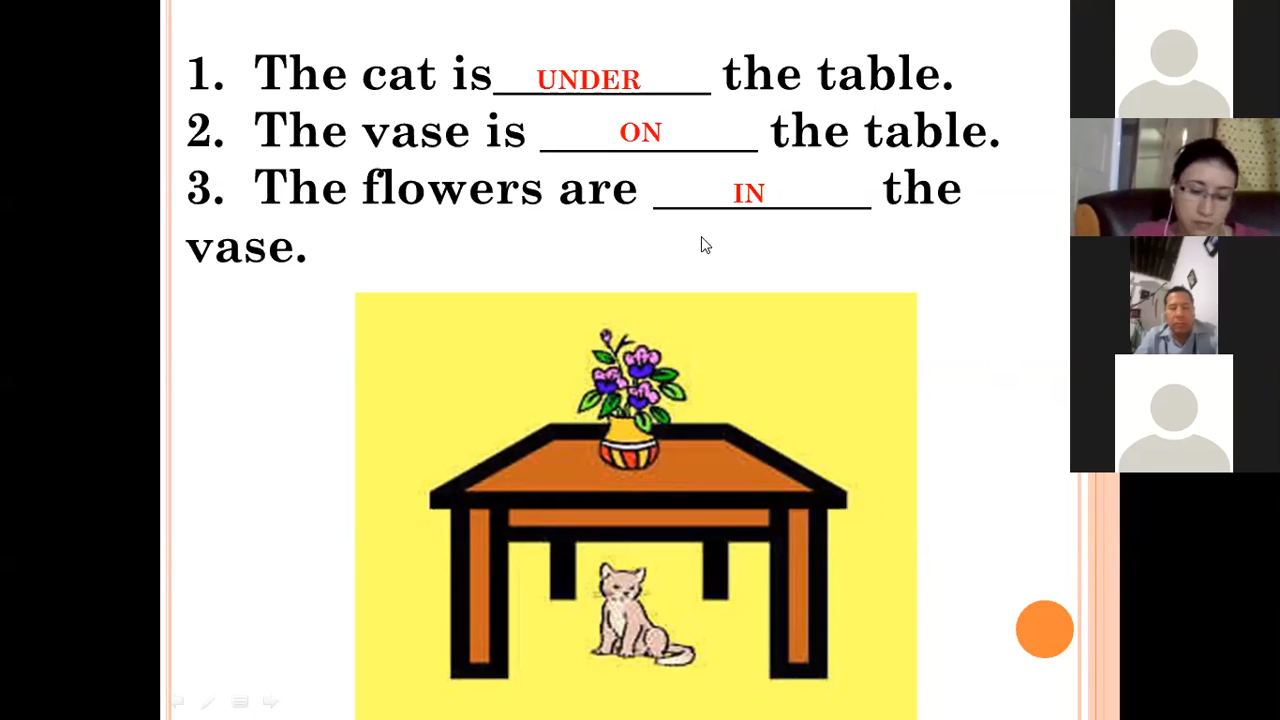 1. The cat is UNDER the table.
2. The vase is ON the table.
3. The flowers are IN the
vase.